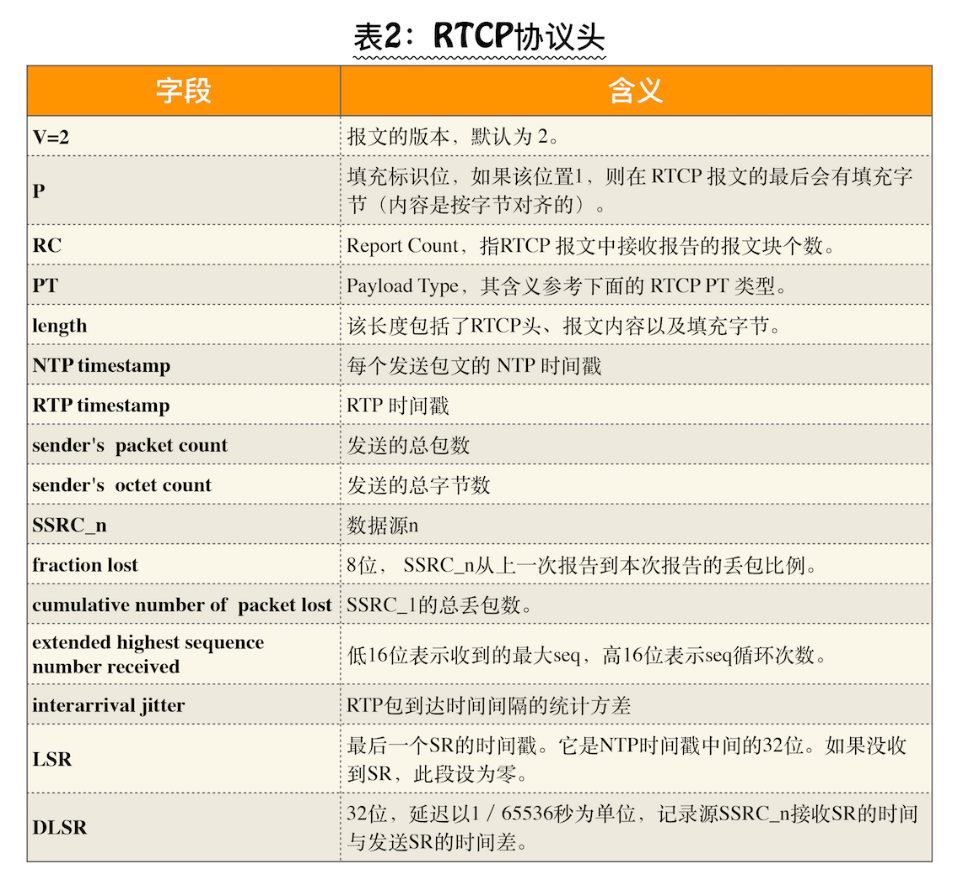 表2：RTCP协议头
字段 含义
V=2 报文的版本，默认为 2。
P 填充标识位，如果该位置1，则在 RTCP 报文的最后会有填充字
节（内容是按字节对齐的）。
RC Report Count，指RTCP 报文中接收报告的报文块个数。
PT Payload Type，其含义参考下面的 RTCP PT 类型。
length 该长度包括了RTCP头、报文内容以及填充字节。
NTP timestamp 每个发送包文的 NTP 时间戳
RTP timestamp RTP 时间戳
sender's packet count 发送的总包数
sender's octet count 发送的总字节数
SSRC_n 数据源n
fraction lost 8位， SSRC_n从上一次报告到本次报告的丢包比例。
cumulative number of packet lost SSRC_1的总丢包数。
extended highest sequence
number received 低16位表示收到的最大seq，高16位表示seq循环次数。
interarrival jitter RTP包到达时间间隔的统计方差
LSR 最后一个SR的时间戳。它是NTP时间戳中间的32位。如果没收
到SR，此段设为零。
DLSR 32位，延迟以1／65536秒为单位，记录源SSRC_n接收SR的时间
与发送SR的时间差。